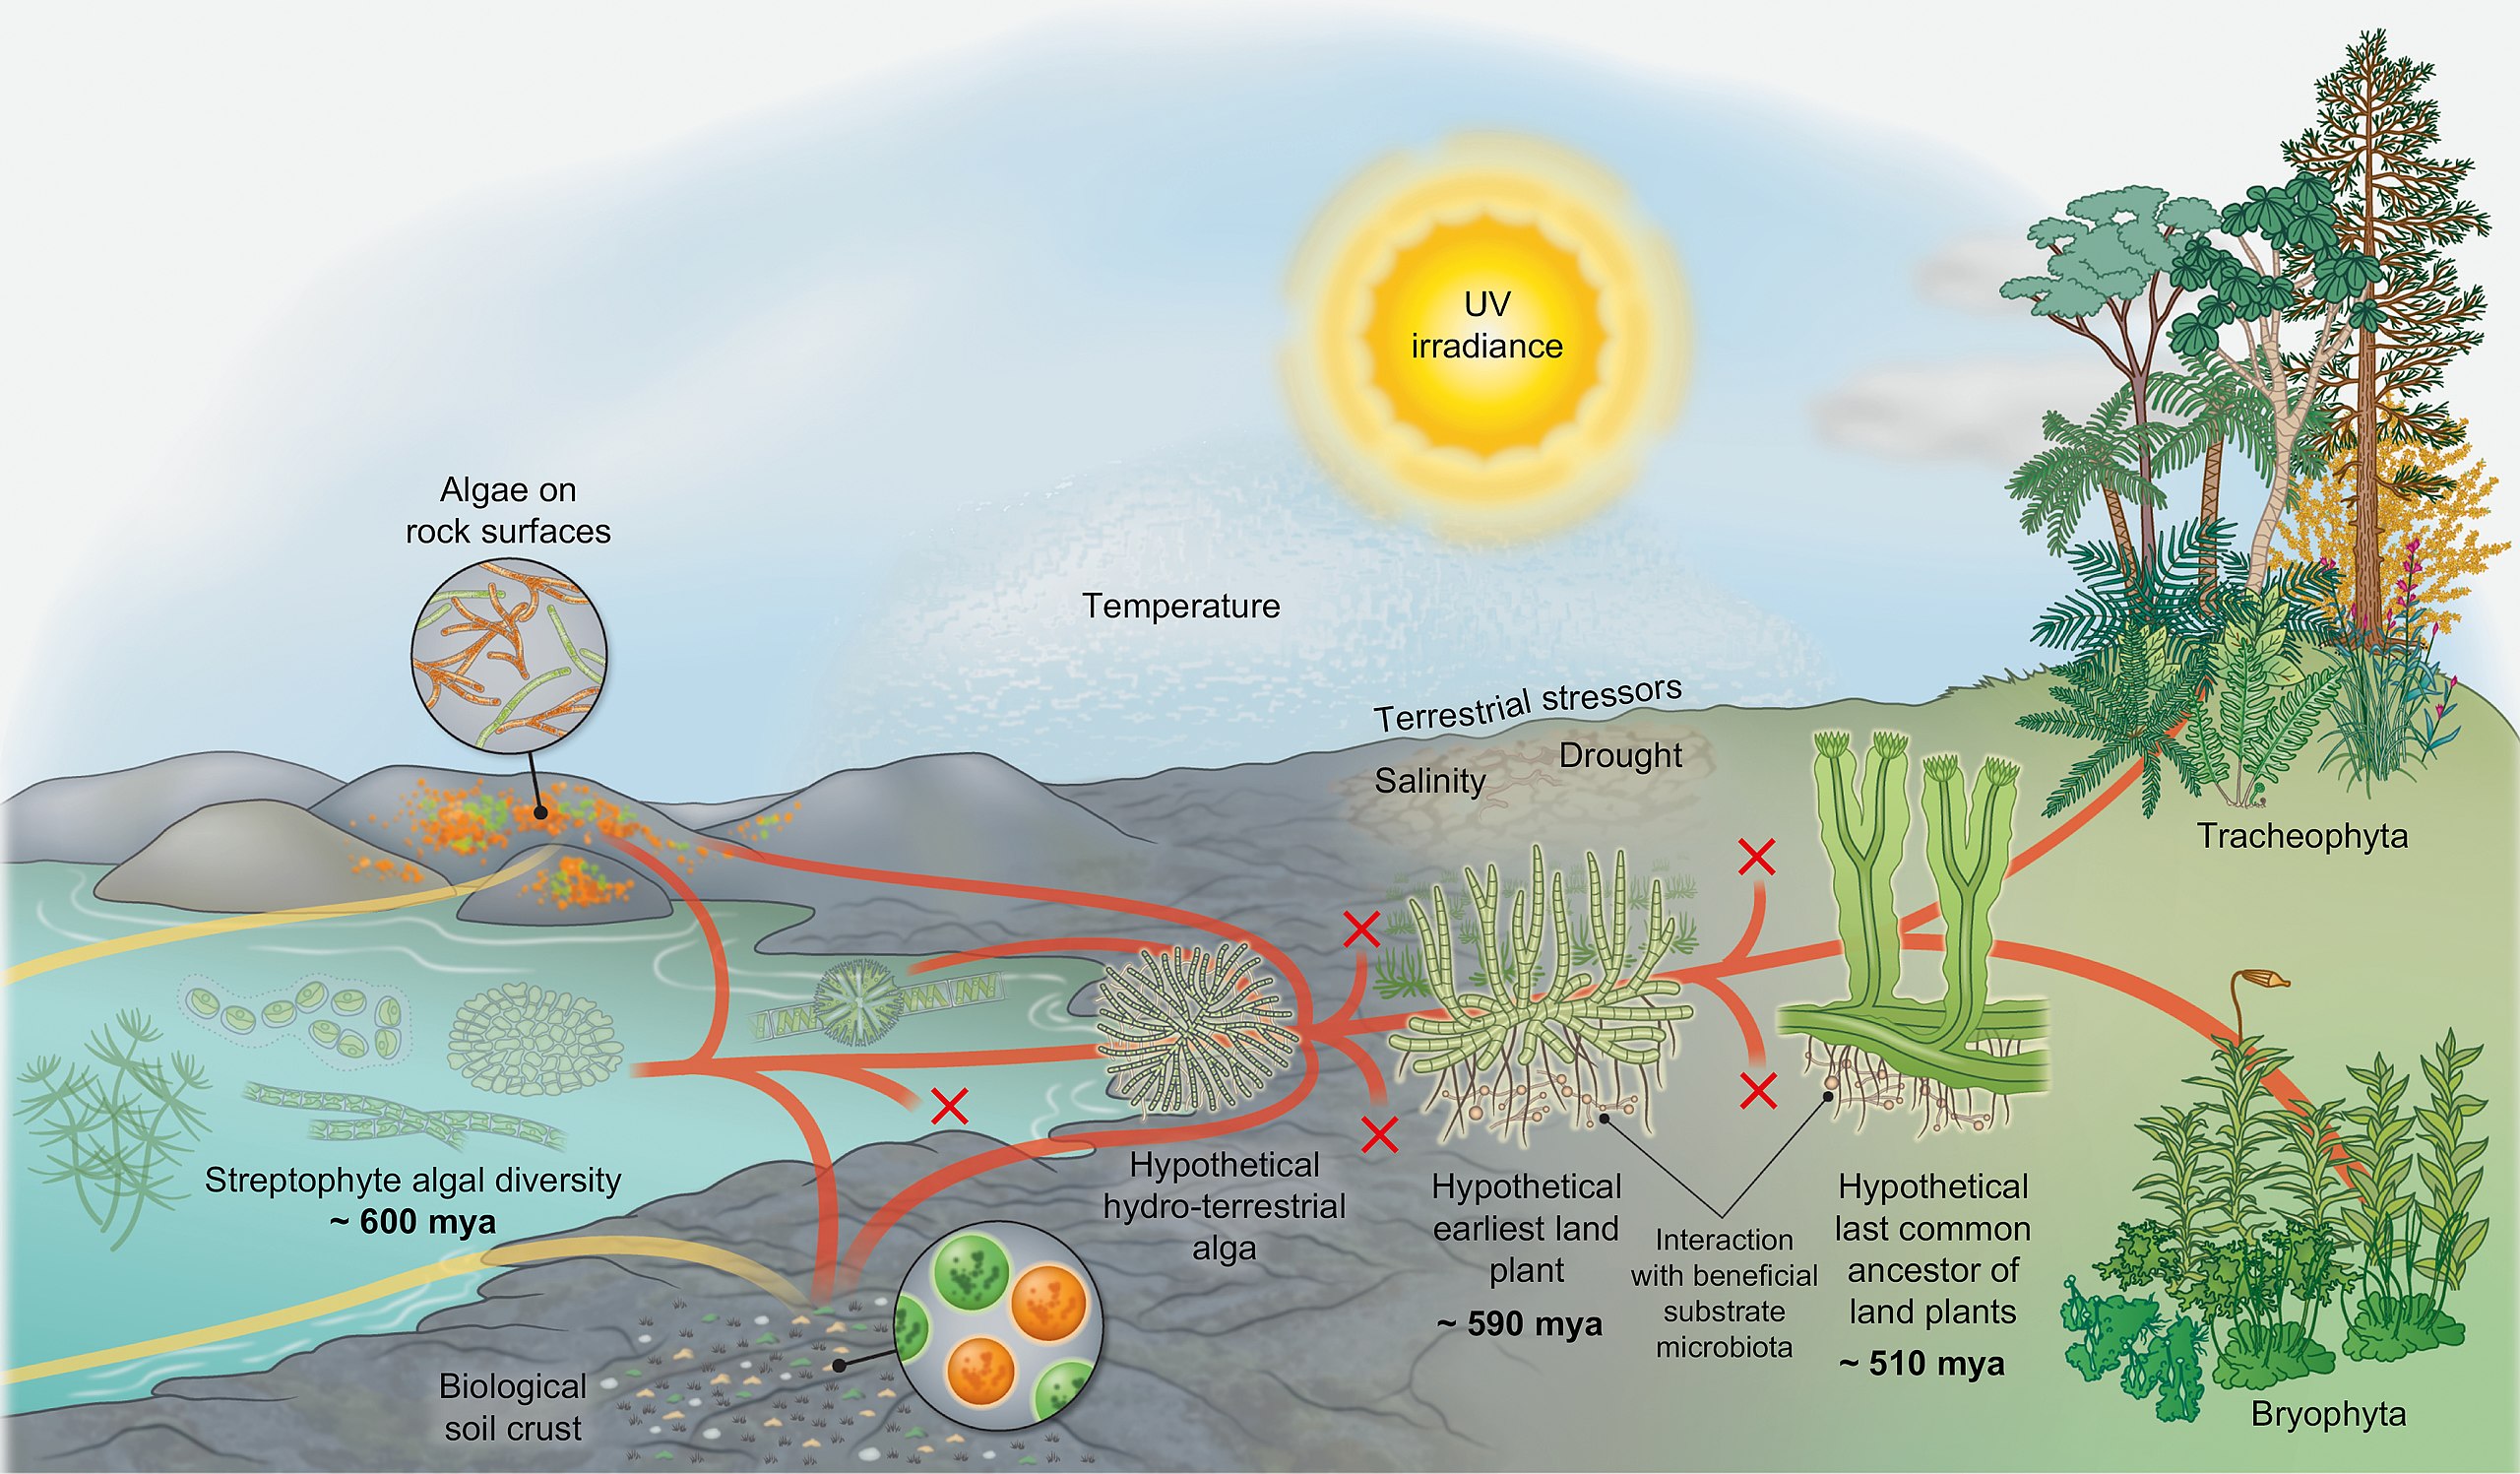 UV
irradiance
Algae on
rock surfaces
Temperature
Terrestrial stressors
Drought
Salinity
Tracheophyta
Streptophyte algal diversity
~ 600 mya
Hypothetical
hydro-terrestrial
alga
Hypothetical
earliest land
plant
~ 590 mya
Interaction
with beneficial
substrate
microbiota
Hypothetical
last common
ancestor of
land plants
~ 510 mya
Biological
soil crust
Bryophyta